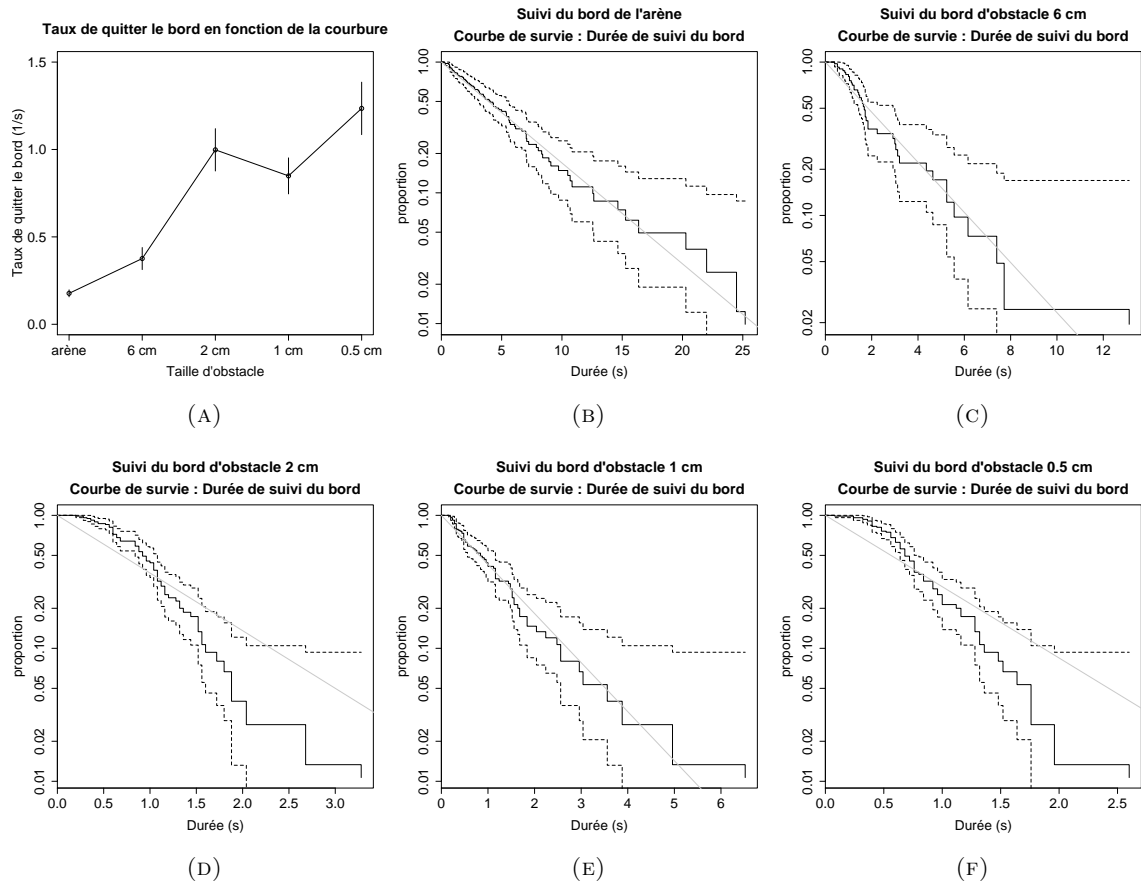 Taux de quitter le bord en fonction de la courbure
Taux de quitter le bord (1/s)
1.5
1.0
0.5
0.0
arène 6 cm 2 cm 1 cm 0.5 cm
Taille d'obstacle
(A)
Suivi du bord de l'arène
Courbe de survie : Durée de suivi du bord
proportion
1.00
0.50
0.20
0.10
0.05
0.02
0.01
0 5 10 15 20 25
Durée (s)
(B)
Suivi du bord d'obstacle 6 cm
Courbe de survie : Durée de suivi du bord
proportion
1.00
0.50
0.20
0.10
0.05
0.02
0 2 4 6 8 10 12
Durée (s)
(C)
Suivi du bord d'obstacle 2 cm
Courbe de survie : Durée de suivi du bord
proportion
1.00
0.50
0.20
0.10
0.05
0.02
0.01
0.0 0.5 1.0 1.5 2.0 2.5 3.0
Durée (s)
(D)
Suivi du bord d'obstacle 1 cm
Courbe de survie : Durée de suivi du bord
proportion
1.00
0.50
0.20
0.10
0.05
0.02
0.01
0 1 2 3 4 5 6
Durée (s)
(E)
Suivi du bord d'obstacle 0.5 cm
Courbe de survie : Durée de suivi du bord
proportion
1.00
0.50
0.20
0.10
0.05
0.02
0.01
0.0 0.5 1.0 1.5 2.0 2.5
Durée (s)
(F)